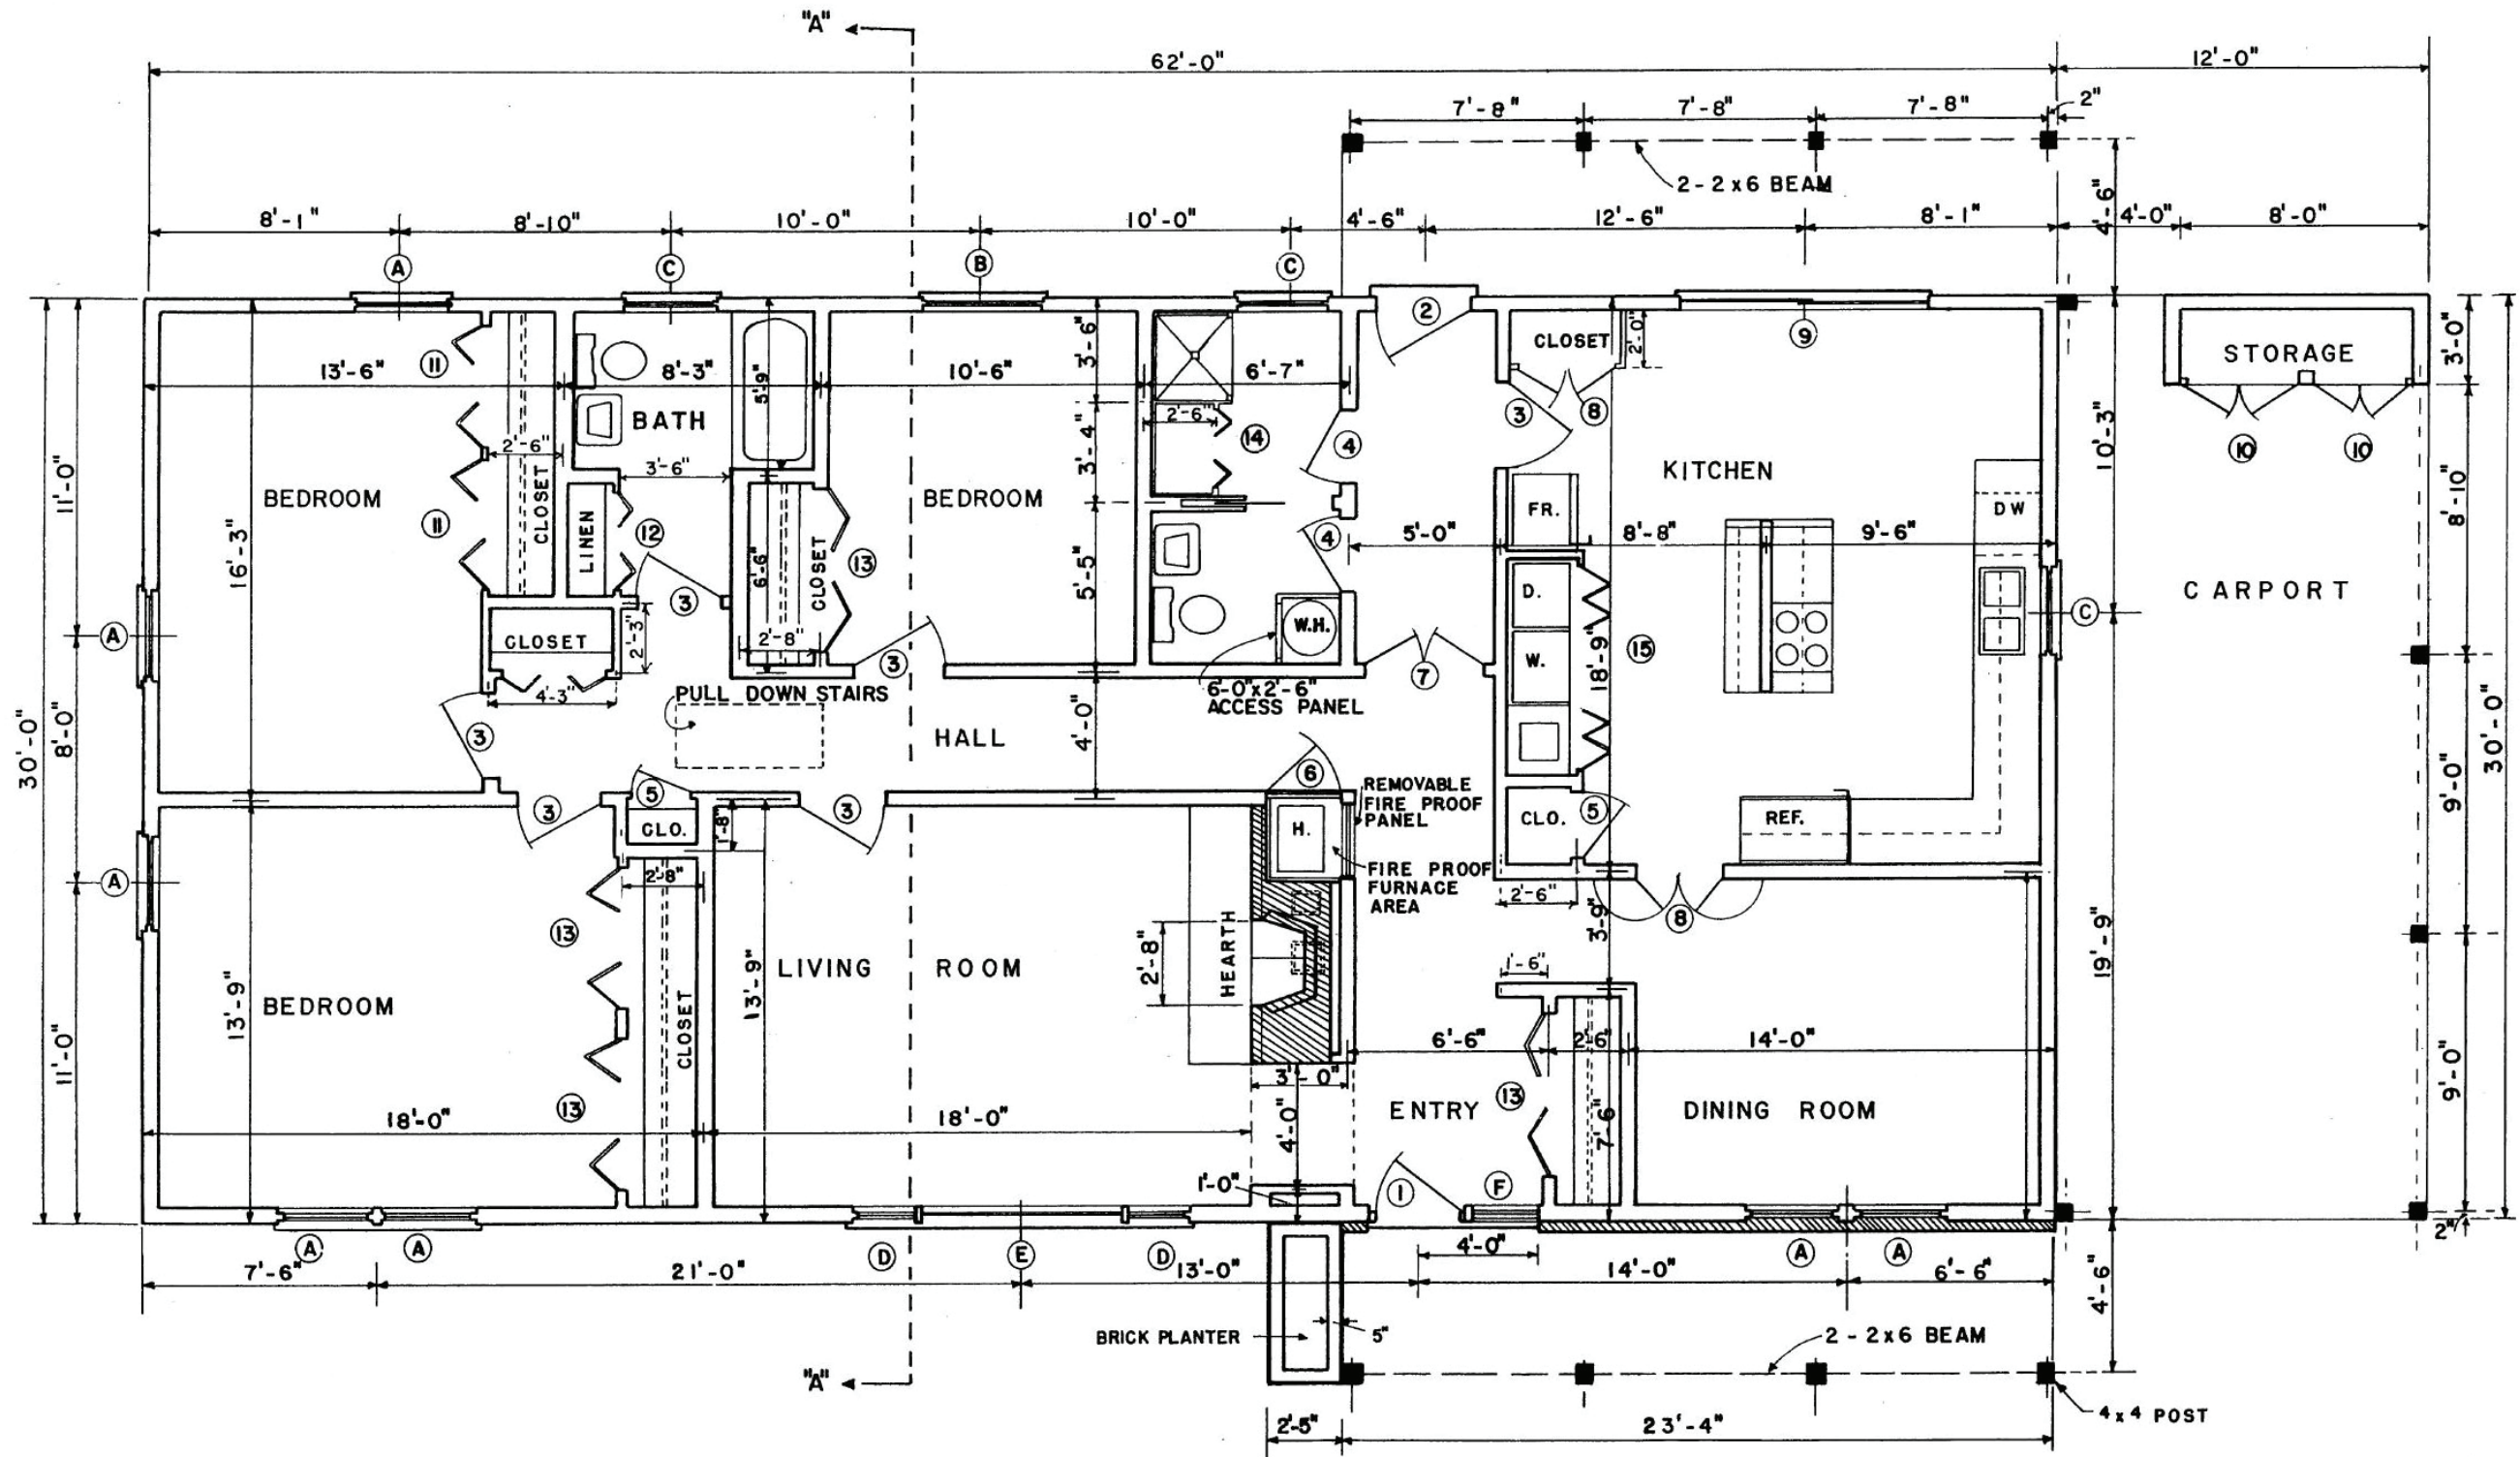 "A"
62'-0"
12'-0"
7'-8"
7'-8"
7'-8"
2"
2-2x6 BEAM
8'-1"
8'-10"
10'-0"
10'-0"
4'-6"
12'-6"
8'-1"
4'-6"
4'-0"
8'-0"
A
C
B
C
2
9
CLOSET
2'-0"
STORAGE
3'-0"
11
13'-6"
8'-3"
5'-9"
10'-6"
3'-6"
6'-7"
BATH
2'-6"
14
4
3
8
10'-3"
10
10
2'-6"
3'-6"
3'-4"
KITCHEN
11'-0"
BEDROOM
11
CLOSET
LINEN
12
BEDROOM
FR.
DW
8'-10"
16'-3"
6'-6"
CLOSET
13
5'-5"
4
5'-0"
8'-8"
9'-6"
D.
CARPORT
3
A
CLOSET
2'-3"
2'-8"
3
W.H.
C
W.
18'-9"
15
7
4'-3"
PULL DOWN STAIRS
6'-0"x2'-6"
ACCESS PANEL
30'-0"
8'-0"
3
HALL
4'-0"
30'-0"
9'-0"
5
3
3
6
REMOVABLE
FIRE PROOF
PANEL
CLO.
1'-8"
H.
CLO.
5
REF.
A
2'-8"
FIRE PROOF
FURNACE
AREA
2'-6"
3'-9"
8
13
2'-8"
HEARTH
LIVING ROOM
13'-9"
1'-6"
19'-9"
13'-9"
BEDROOM
CLOSET
11'-0"
6'-6"
2'-6"
14'-0"
3'-0"
9'-0"
13
18'-0"
18'-0"
4'-0"
ENTRY
13
7'-6"
DINING ROOM
1'-0"
1
F
2"
A
A
D
E
D
4'-0"
A
A
7'-6"
21'-0"
13'-0"
14'-0"
6'-6"
4'-6"
BRICK PLANTER
5"
2-2x6 BEAM
"A"
4x4 POST
2'-5"
23'-4"